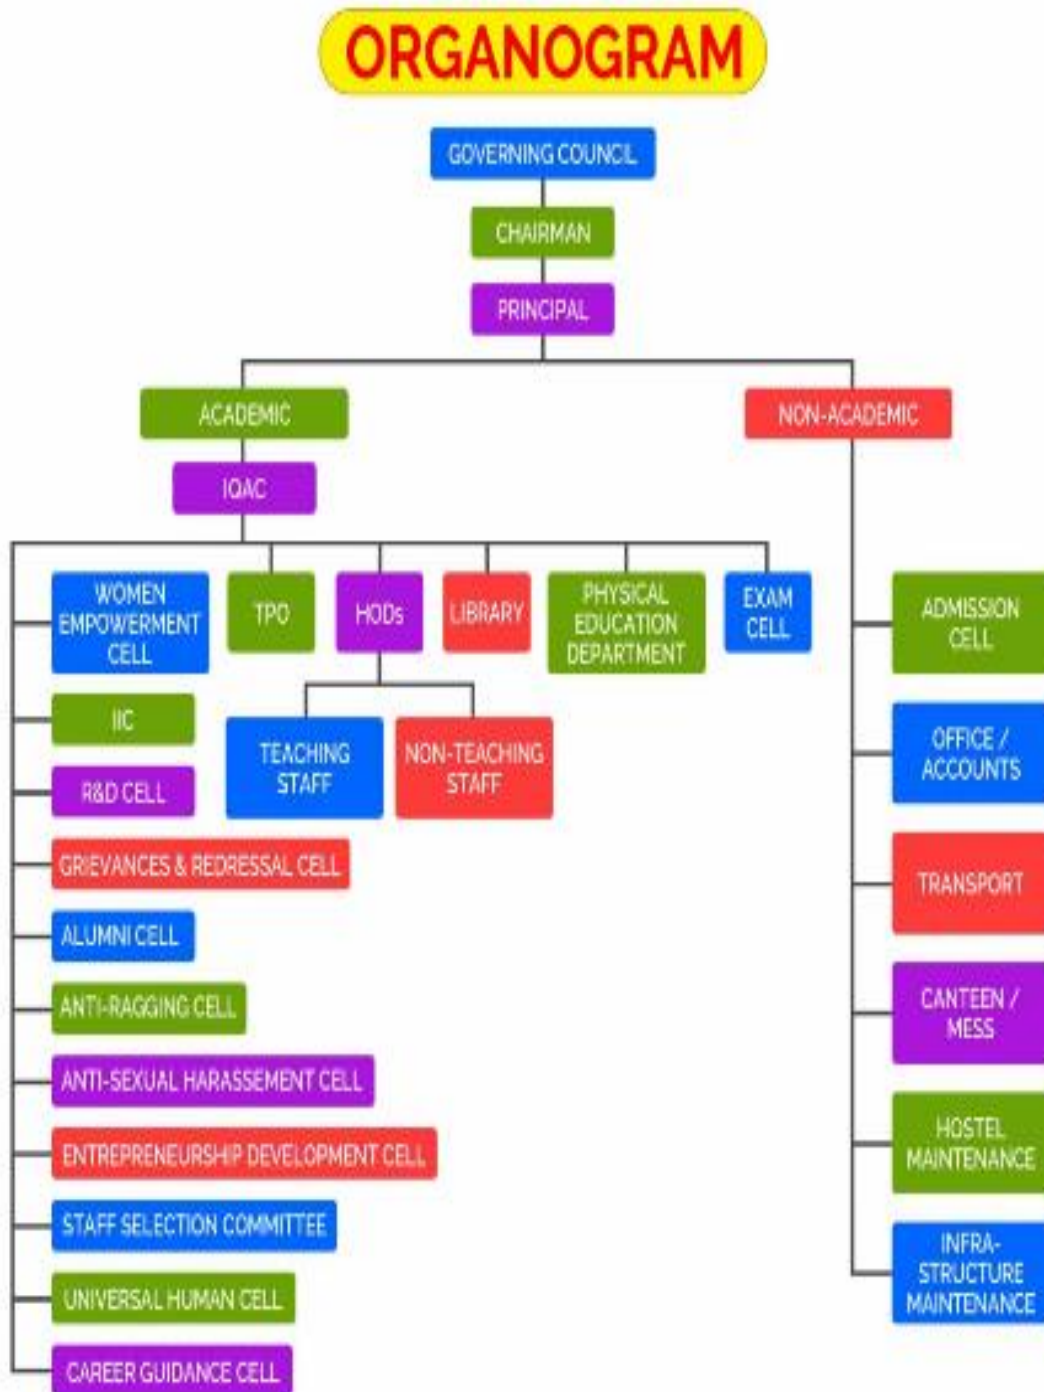 ORGANOGRAM
GOVERNING COUNCIL
CHAIRMAN
PRINCIPAL
ACADEMIC
NON-ACADEMIC
IQAC
WOMEN
EMPOWERMENT
CELL
TPO
HODs
LIBRARY
PHYSICAL
EDUCATION
DEPARTMENT
EXAM
CELL
TEACHING
STAFF
NON-TEACHING
STAFF
IIC
R&D CELL
GRIEVANCES & REDRESSAL CELL
ALUMNI CELL
ANTI-RAGGING CELL
ANTI-SEXUAL HARASSEMENT CELL
ENTREPRENEURSHIP DEVELOPMENT CELL
STAFF SELECTION COMMITTEE
UNIVERSAL HUMAN CELL
CAREER GUIDANCE CELL
ADMISSION
CELL
OFFICE /
ACCOUNTS
TRANSPORT
CANTEEN /
MESS
HOSTEL
MAINTENANCE
INFRA-
STRUCTURE
MAINTENANCE